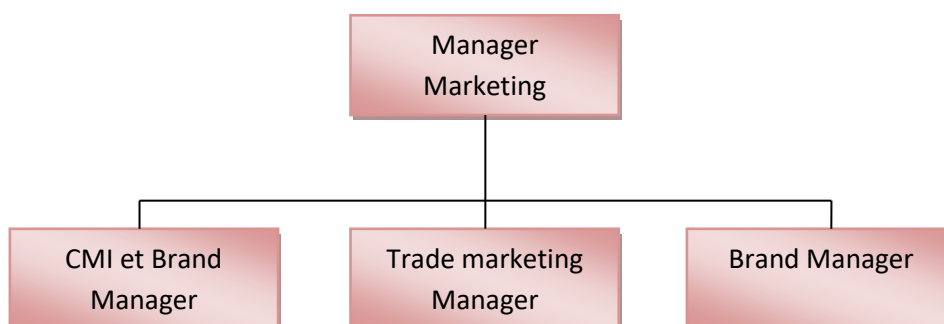 Manager
Marketing
CMI et Brand
Manager
Trade marketing
Manager
Brand Manager